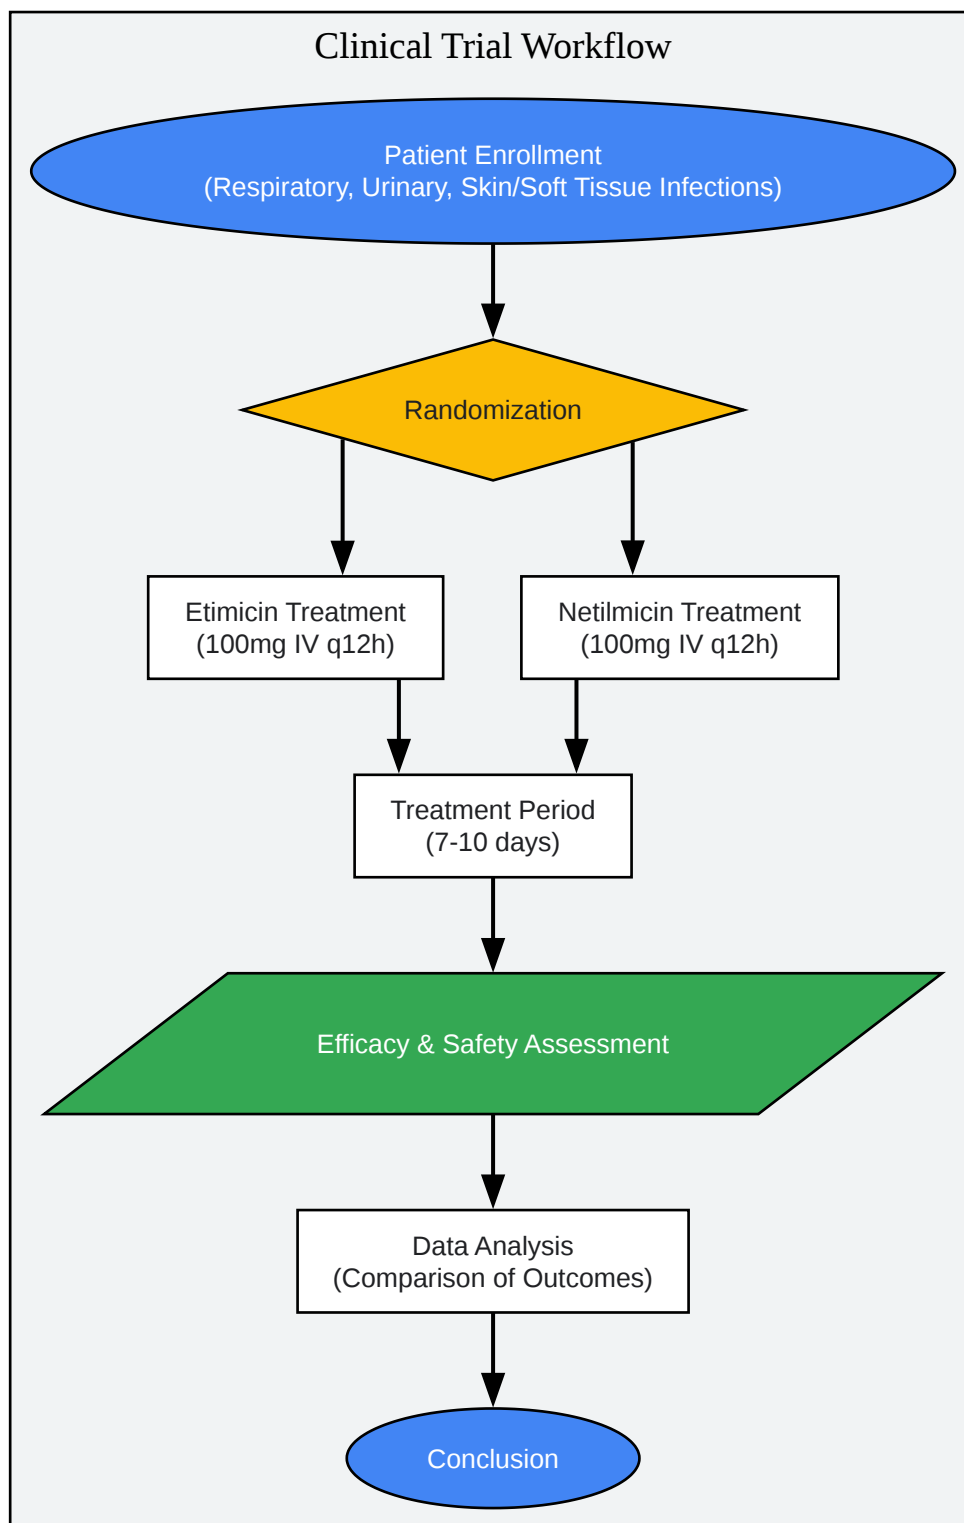 Clinical Trial Workflow
Patient Enrollment
(Respiratory, Urinary, Skin/Soft Tissue Infections)
Randomization
Etimicin Treatment
(100mg IV q12h)
Netilmicin Treatment
(100mg IV q12h)
Treatment Period
(7-10 days)
Efficacy & Safety Assessment
Data Analysis
(Comparison of Outcomes)
Conclusion